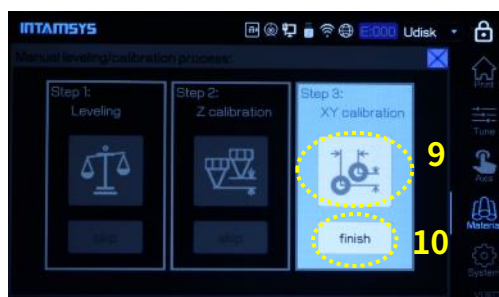 INTAMSYS
E:000 Udisk
Manual leveling/calibration process:
Step 1:
Leveling
Step 2:
Z calibration
Step 3:
XY calibration
skip
skip
finish
9
10
Print
Tune
Axis
Material
System